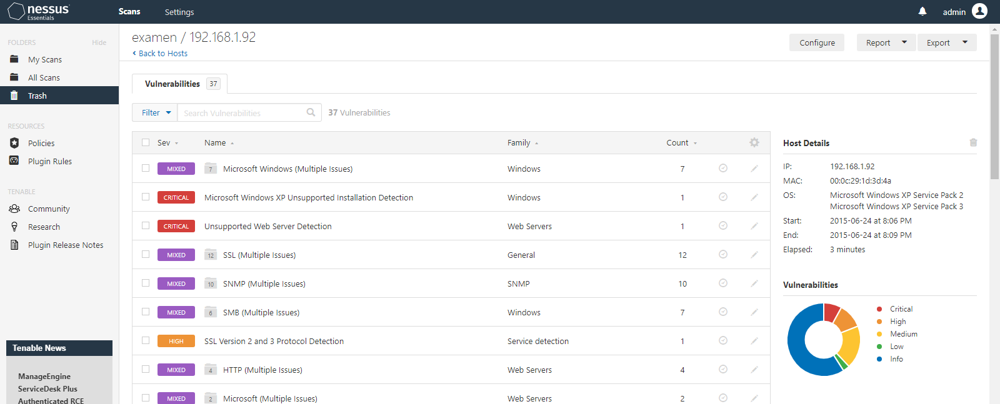 nessus
Essentials
Scans
Settings
admin
FOLDERS
Hide
My Scans
All Scans
Trash
RESOURCES
Policies
Plugin Rules
TENABLE
Community
Research
Plugin Release Notes
Tenable News
ManageEngine
ServiceDesk Plus
Authenticated RCE
examen / 192.168.1.92
Back to Hosts
Configure
Report
Export
Vulnerabilities 37
Filter
Search Vulnerabilities
37 Vulnerabilities
Sev Name Family Count
MIXED 7 Microsoft Windows (Multiple Issues) Windows 7
CRITICAL Microsoft Windows XP Unsupported Installation Detection Windows 1
CRITICAL Unsupported Web Server Detection Web Servers 1
MIXED 12 SSL (Multiple Issues) General 12
MIXED 10 SNMP (Multiple Issues) SNMP 10
MIXED 6 SMB (Multiple Issues) Windows 7
HIGH SSL Version 2 and 3 Protocol Detection Service detection 1
MIXED 4 HTTP (Multiple Issues) Web Servers 4
MIXED 2 Microsoft (Multiple Issues) Web Servers 2
Host Details
IP: 192.168.1.92
MAC: 00:0c:29:1d:3d:4a
OS: Microsoft Windows XP Service Pack 2
Microsoft Windows XP Service Pack 3
Start: 2015-06-24 at 8:06 PM
End: 2015-06-24 at 8:09 PM
Elapsed: 3 minutes
Vulnerabilities
Critical
High
Medium
Low
Info